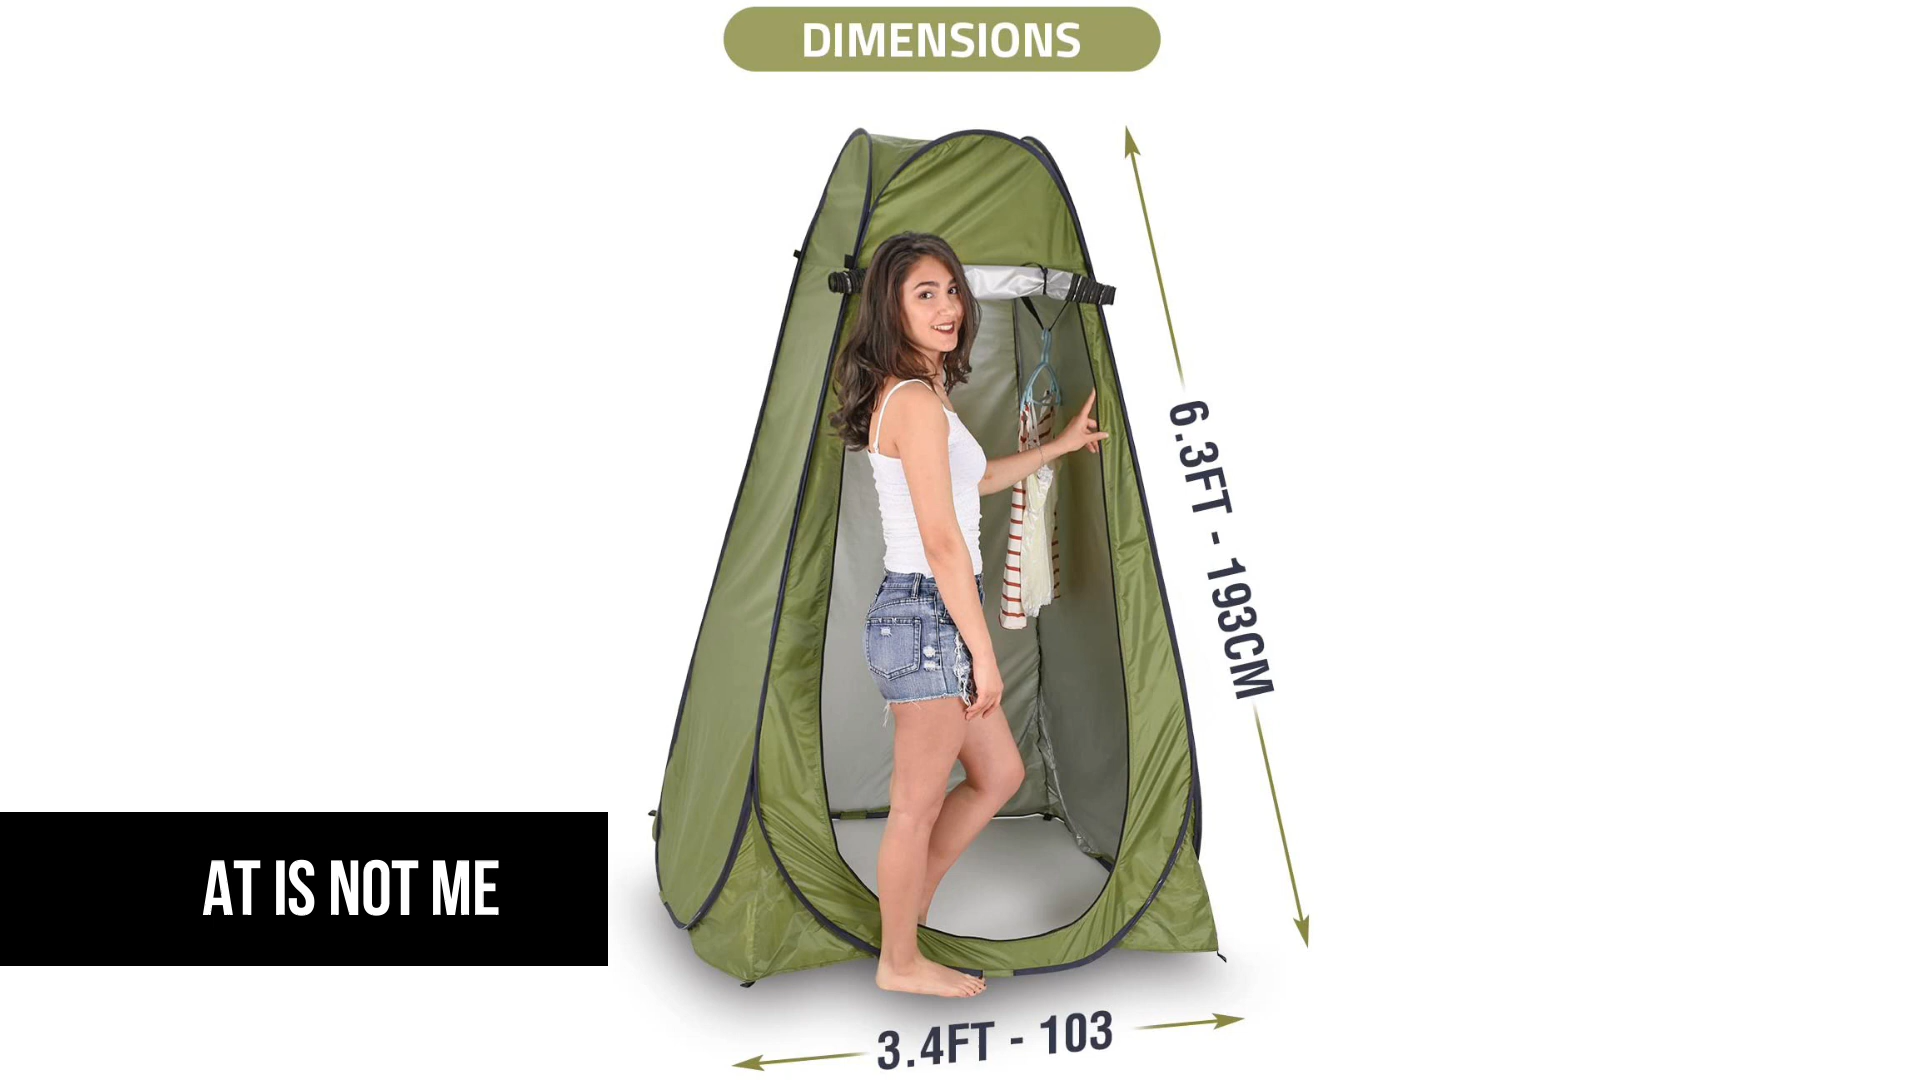 DIMENSIONS
6.3FT - 193CM
AT IS NOT ME
3.4FT - 103